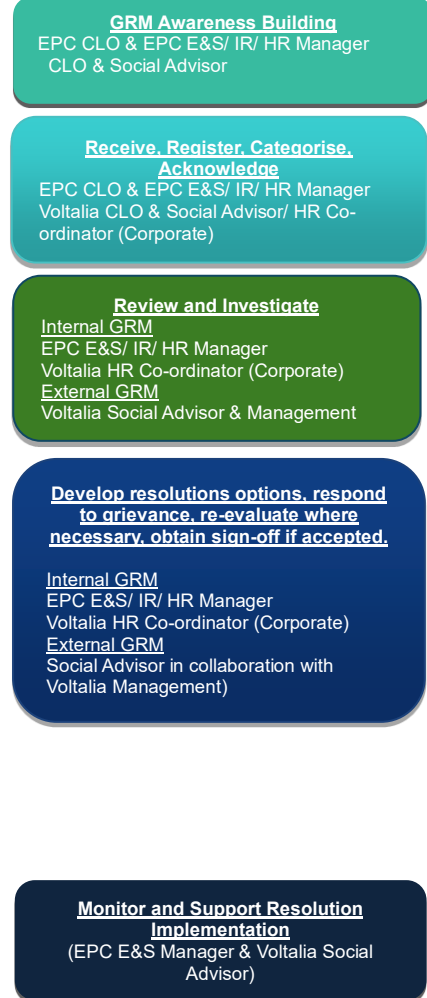 GRM Awareness Building
EPC CLO & EPC E&S/ IR/ HR Manager
CLO & Social Advisor
Receive, Register, Categorise,
Acknowledge
EPC CLO & EPC E&S/ IR/ HR Manager
Voltalia CLO & Social Advisor/ HR Co-
ordinator (Corporate)
Review and Investigate
Internal GRM
EPC E&S/ IR/ HR Manager
Voltalia HR Co-ordinator (Corporate)
External GRM
Voltalia Social Advisor & Management
Develop resolutions options, respond
to grievance, re-evaluate where
necessary, obtain sign-off if accepted.
Internal GRM
EPC E&S/ IR/ HR Manager
Voltalia HR Co-ordinator (Corporate)
External GRM
Social Advisor in collaboration with
Voltalia Management)
Monitor and Support Resolution
Implementation
(EPC E&S Manager & Voltalia Social
Advisor)